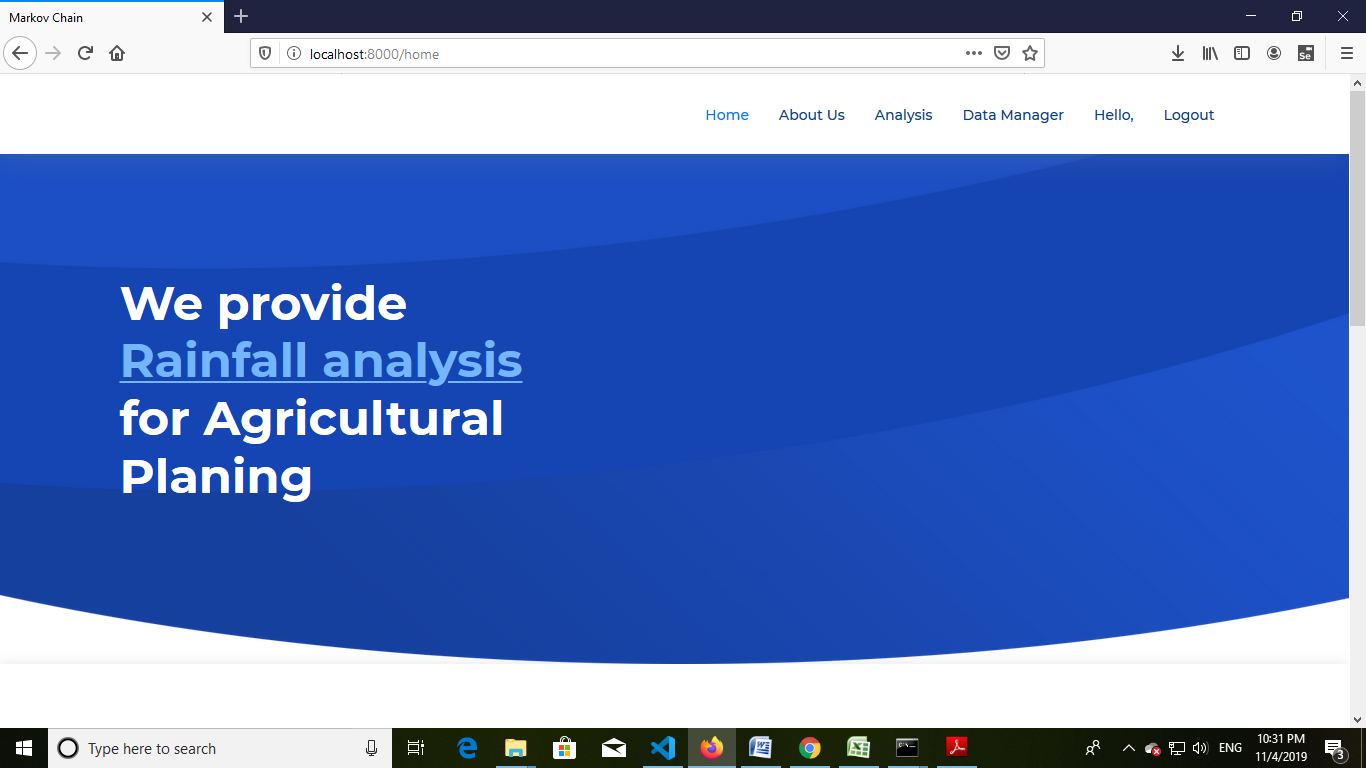 Markov Chain
localhost:8000/home
Home About Us Analysis Data Manager Hello, Logout
We provide
Rainfall analysis
for Agricultural
Planing
Type here to search
ENG
10:31 PM
11/4/2019
3
Se